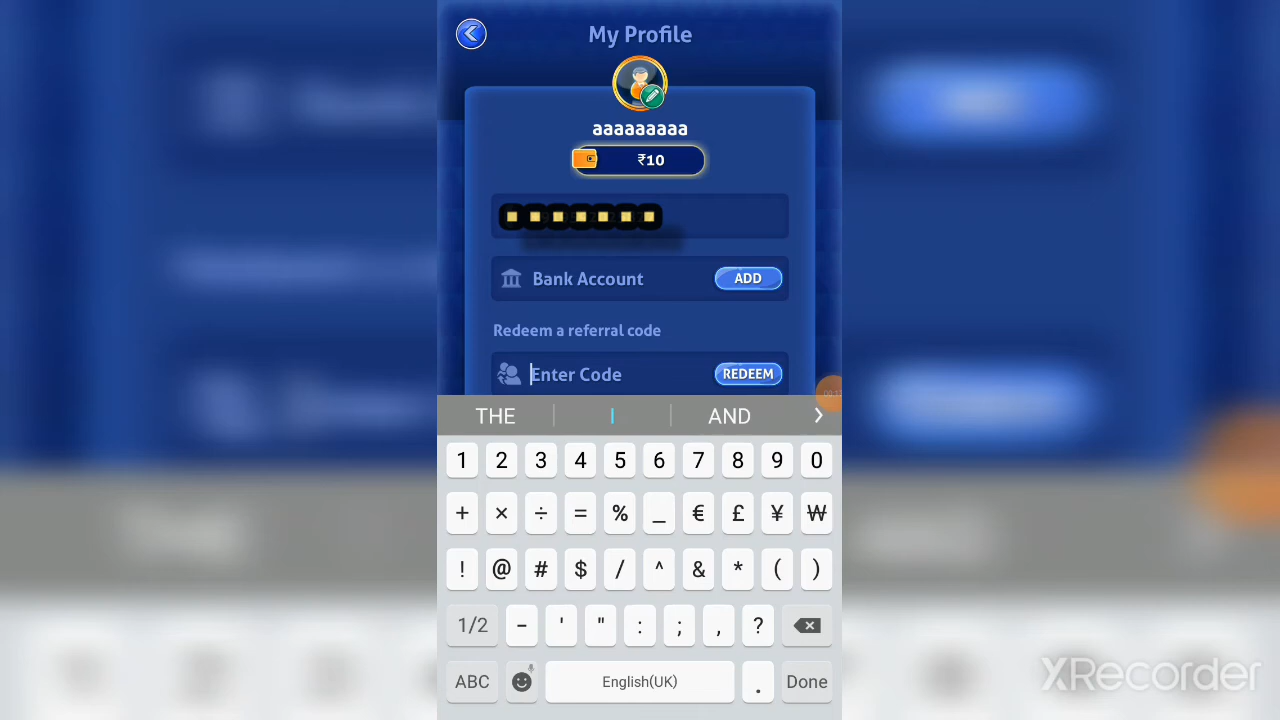 My Profile
aaaaaaaaa
₹10
Bank Account ADD
Redeem a referral code
Enter Code REDEEM
THE I AND
1 2 3 4 5 6 7 8 9 0
+ × ÷ = % _ € £ ¥ ₩
! @ # $ / ^ & * ( )
1/2 - ' " : ; , ?
ABC English(UK) . Done
XRecorder